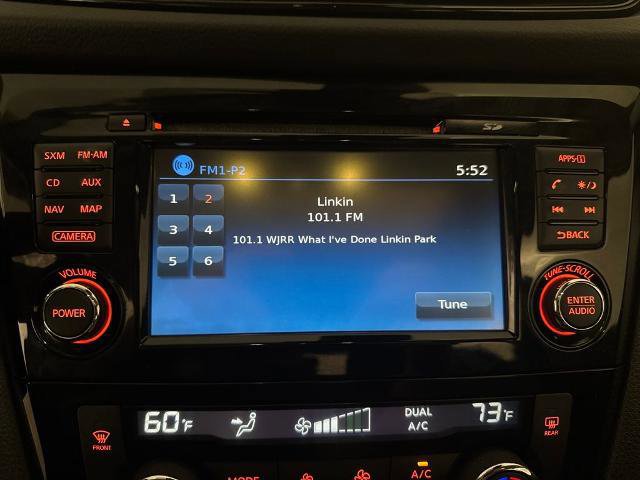 SD
SXM FM-AM
CD AUX
NAV MAP
CAMERA
VOLUME
POWER
FM1-P2 5:52
1 2
3 4
5 6
Linkin
101.1 FM
101.1 WJRR What I've Done Linkin Park
Tune
APPS
BACK
TUNE-SCROLL
ENTER
AUDIO
60°F
DUAL
A/C
73°F
FRONT
REAR
MODE
A/C